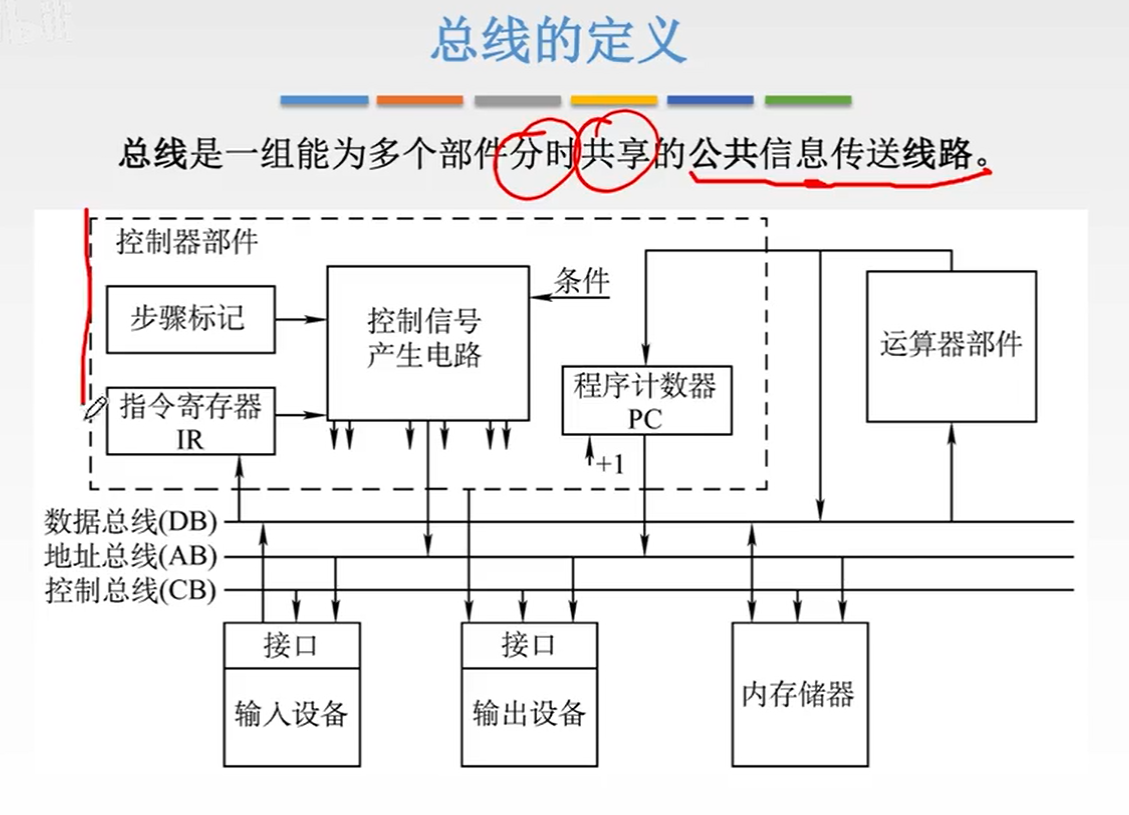 总线的定义
总线是一组能为多个部件分时共享的公共信息传送线路。
控制器部件
步骤标记
控制信号
产生电路
条件
指令寄存器
IR
程序计数器
PC
+1
运算器部件
数据总线(DB)
地址总线(AB)
控制总线(CB)
接口
输入设备
接口
输出设备
内存储器